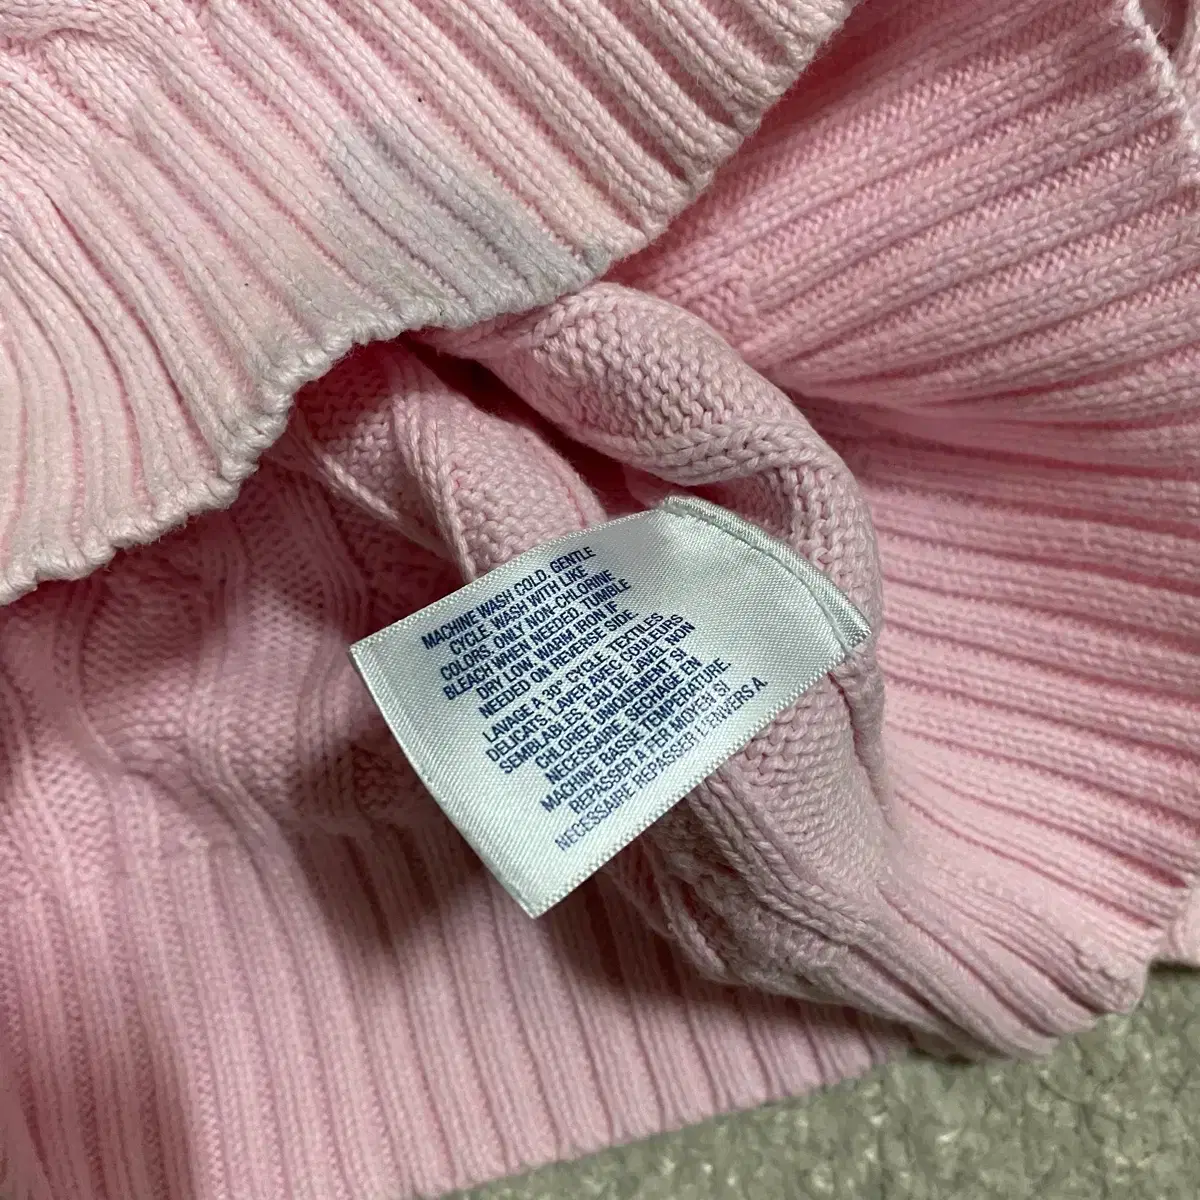 MACHINE WASH COLD, GENTLE
CYCLE. WASH WITH LIKE
COLORS. ONLY NON-CHLORINE
BLEACH WHEN NEEDED. TUMBLE
DRY LOW, WARM IRON IF
NEEDED ON REVERSE SIDE.
LAVAGE A 30° CYCLE, TEXTILES
DELICATS, LAVER AVEC COULEURS
SEMBLABLES. EAU DE JAVEL NON
CHLOREE UNIQUEMENT SI
NECESSAIRE SECHAGE EN
MACHINE BASSE TEMPERATURE.
REPASSER A FER MOYEN SI
NECESSAIRE REPASSER L'ENVERS A.